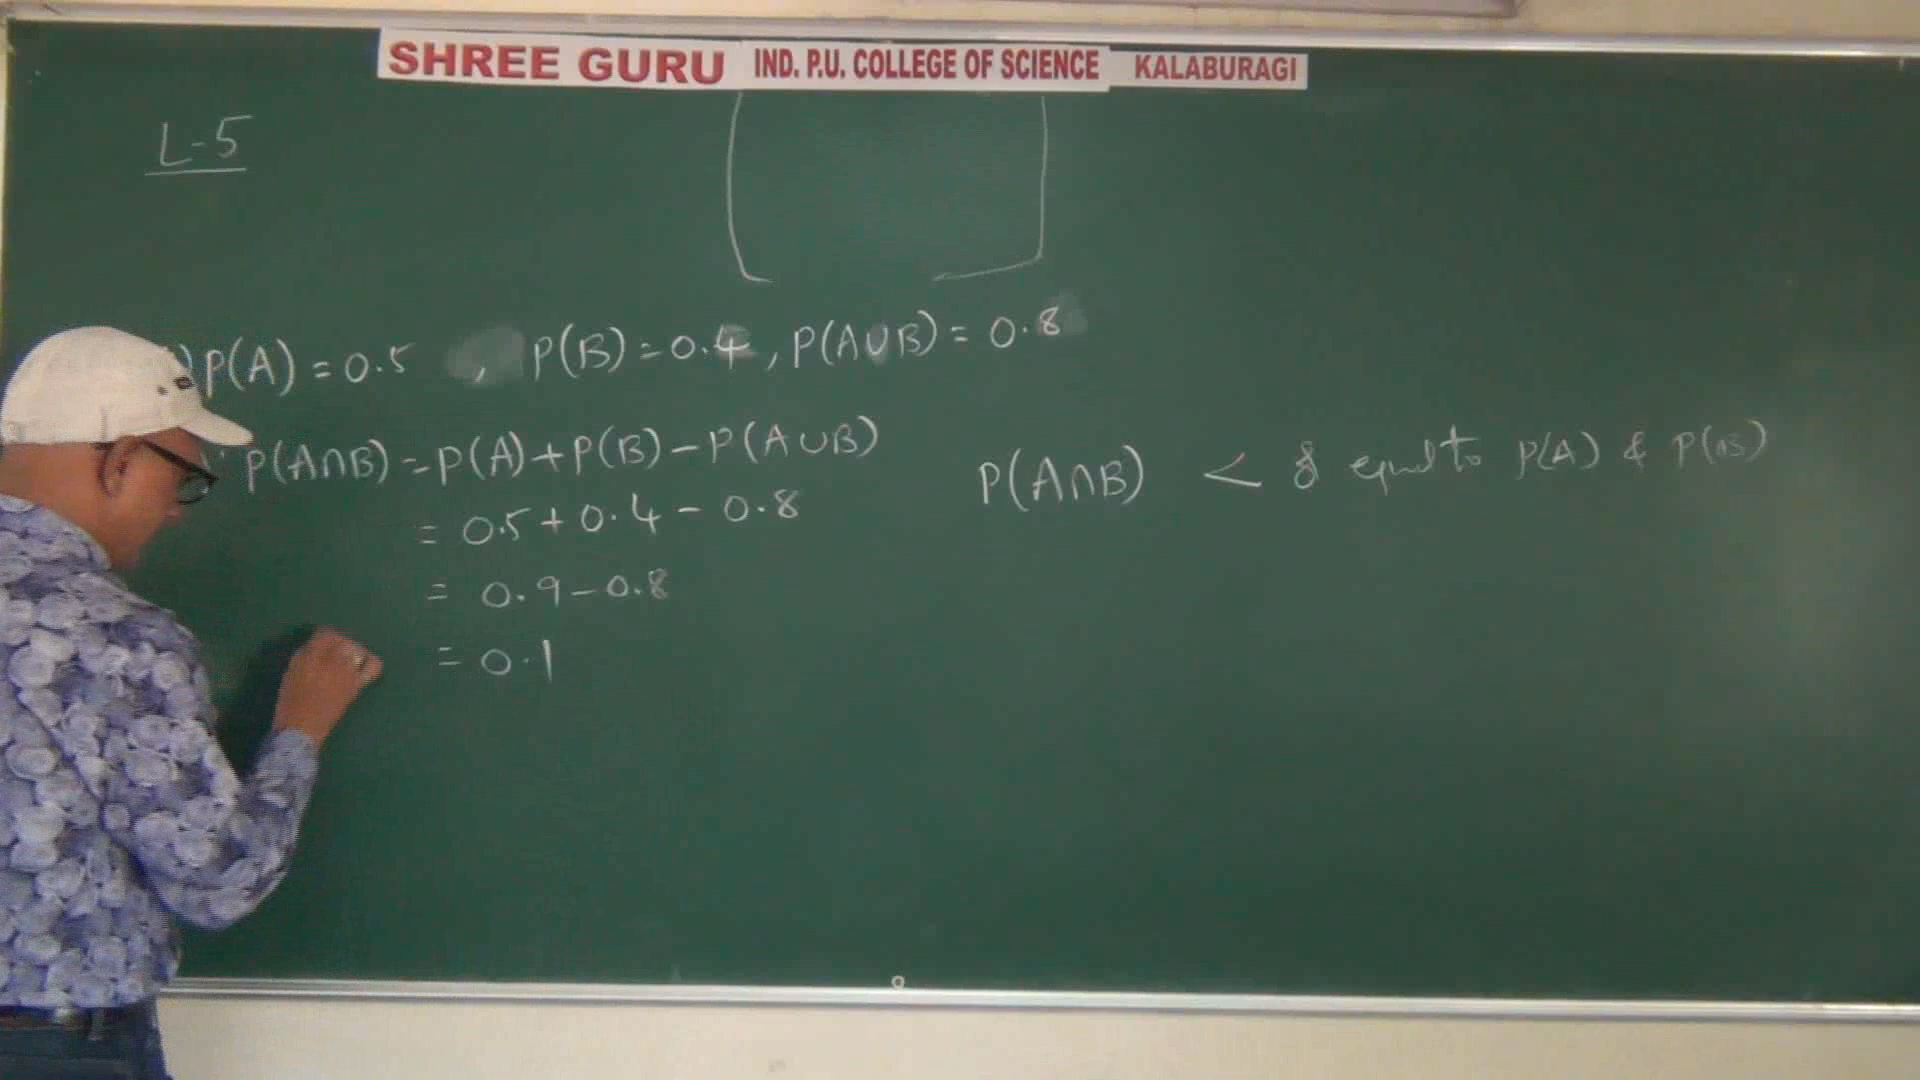 SHREE GURU IND. P.U. COLLEGE OF SCIENCE KALABURAGI
L-5
) P(A) = 0.5 , P(B) = 0.4 , P(A∪B) = 0.8
P(A∩B) = P(A) + P(B) - P(A∪B)
= 0.5 + 0.4 - 0.8
= 0.9 - 0.8
= 0.1
P(A∩B) < & equal to P(A) & P(B)